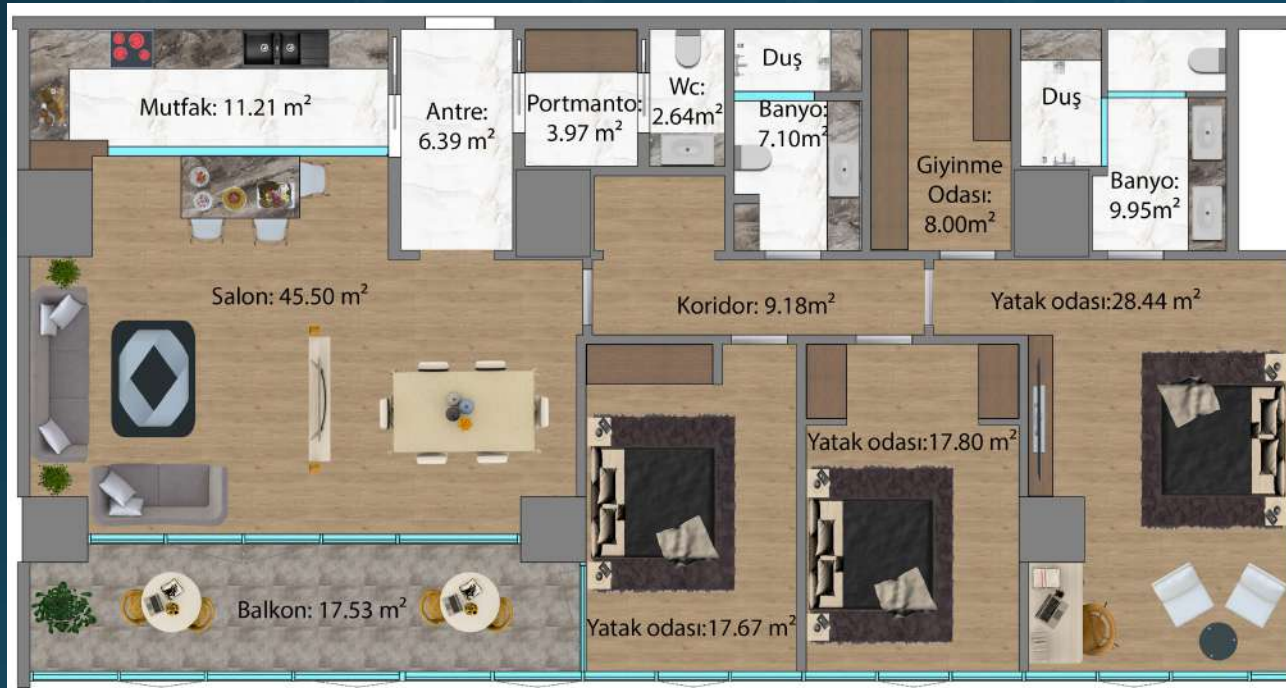 Mutfak: 11.21 m²
Antre:
6.39 m²
Portmanto:
3.97 m²
Wc:
2.64m²
Duş
Banyo:
7.10m²
Giyinme
Odası:
8.00m²
Duş
Banyo:
9.95m²
Salon: 45.50 m²
Koridor: 9.18m²
Yatak odası:28.44 m²
Yatak odası:17.80 m²
Balkon: 17.53 m²
Yatak odası:17.67 m²